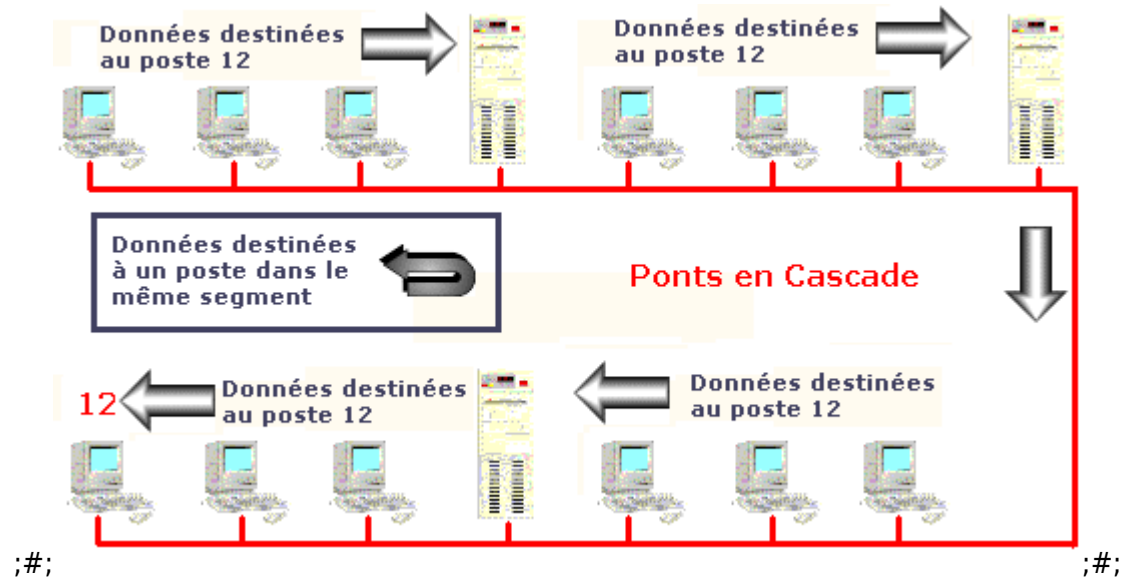 Données destinées
au poste 12
Données destinées
au poste 12
Données destinées
à un poste dans le
même segment
Ponts en Cascade
12
Données destinées
au poste 12
Données destinées
au poste 12
;#;
;#;